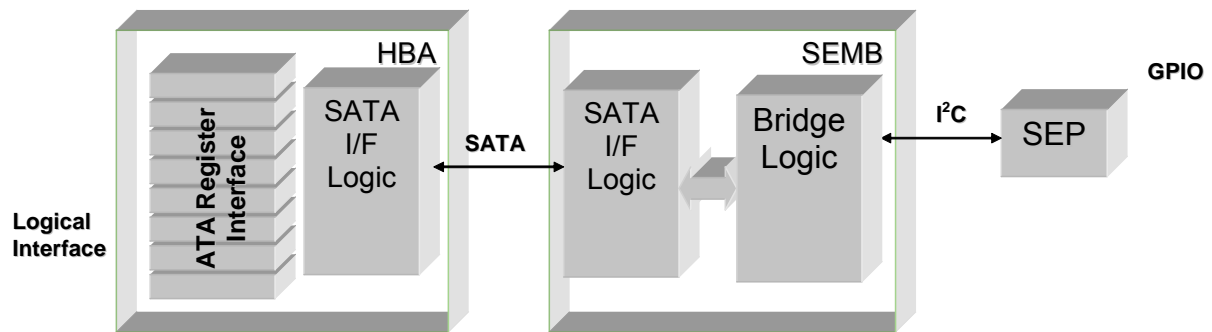 HBA
SEMB
GPIO
ATA Register
Interface
SATA
I/F
Logic
SATA
SATA
I/F
Logic
Bridge
Logic
I²C
SEP
Logical
Interface